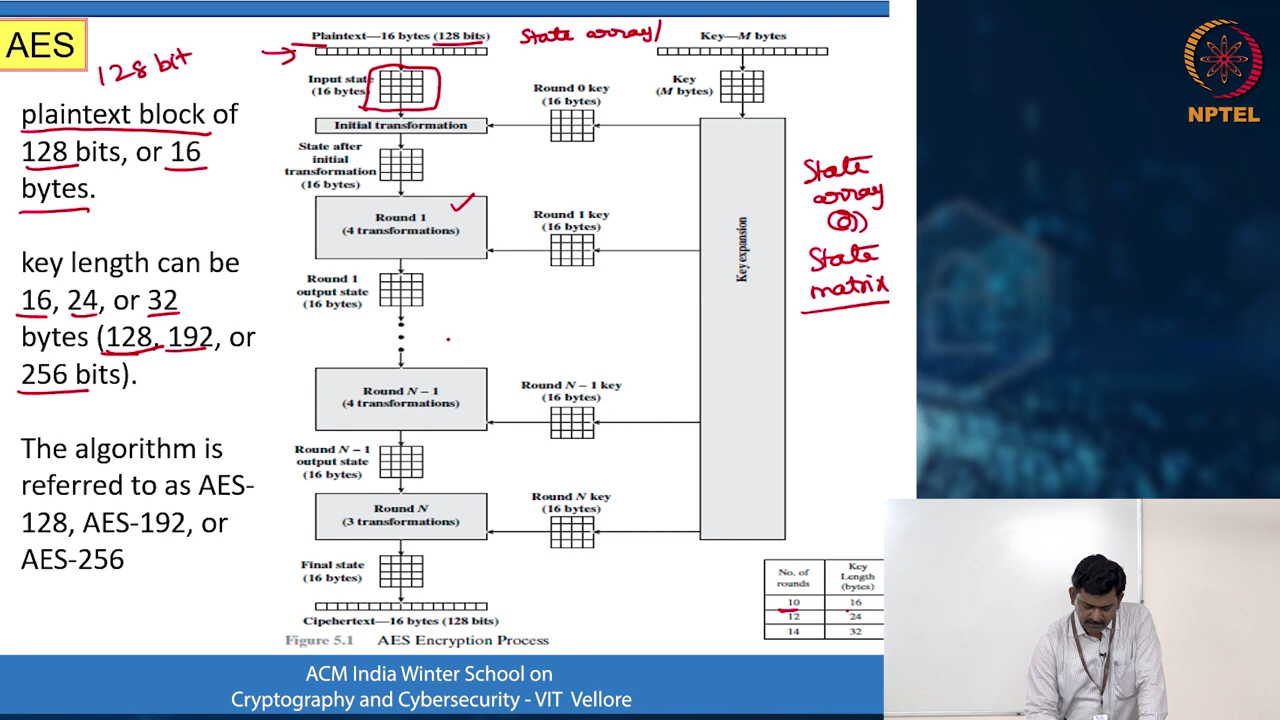 AES
128 bit
plaintext block of
128 bits, or 16
bytes.
key length can be
16, 24, or 32
bytes (128, 192, or
256 bits).
The algorithm is
referred to as AES-
128, AES-192, or
AES-256
Plaintext—16 bytes (128 bits)
State array/
Key—M bytes
Input state
(16 bytes)
Round 0 key
(16 bytes)
Key
(M bytes)
Initial transformation
State after
initial
transformation
(16 bytes)
Round 1
(4 transformations)
Round 1 key
(16 bytes)
Key expansion
State
array
(or)
State
matrix
Round 1
output state
(16 bytes)
Round N – 1
(4 transformations)
Round N – 1 key
(16 bytes)
Round N – 1
output state
(16 bytes)
Round N
(3 transformations)
Round N key
(16 bytes)
Final state
(16 bytes)
Cipehertext—16 bytes (128 bits)
Figure 5.1 AES Encryption Process
No. of
rounds
Key
Length
(bytes)
10 16
12 24
14 32
NPTEL
ACM India Winter School on
Cryptography and Cybersecurity - VIT Vellore